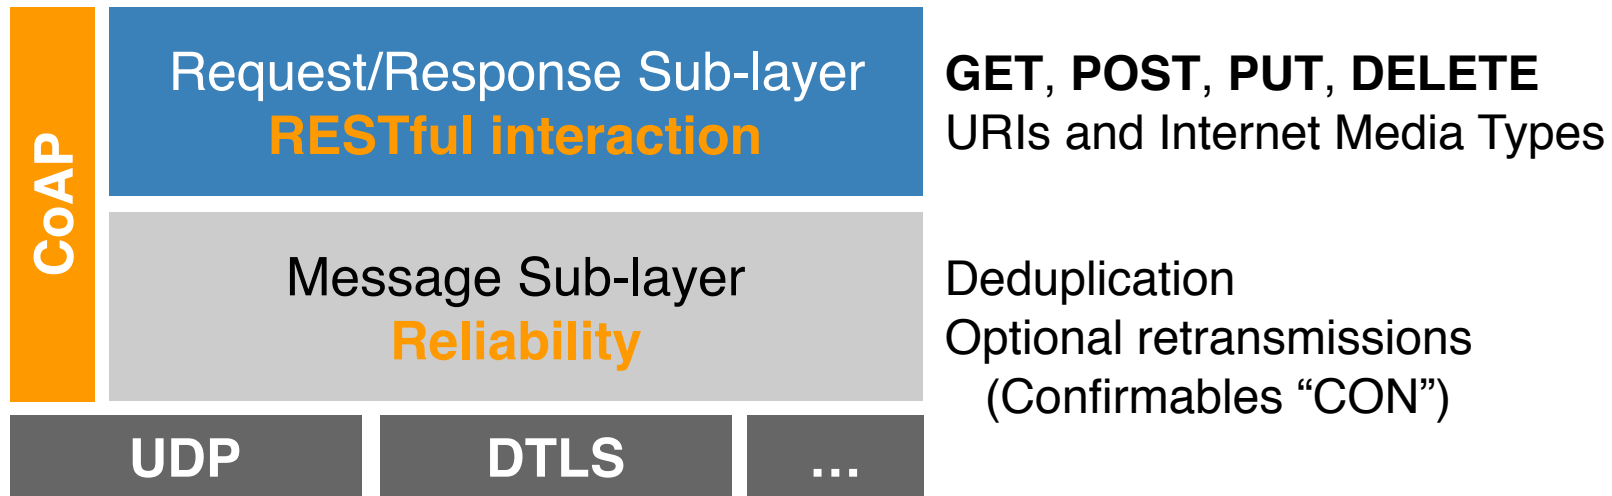 CoAP
Request/Response Sub-layer
RESTful interaction
GET, POST, PUT, DELETE
URIs and Internet Media Types
Message Sub-layer
Reliability
Deduplication
Optional retransmissions
(Confirmables “CON”)
UDP
DTLS
…